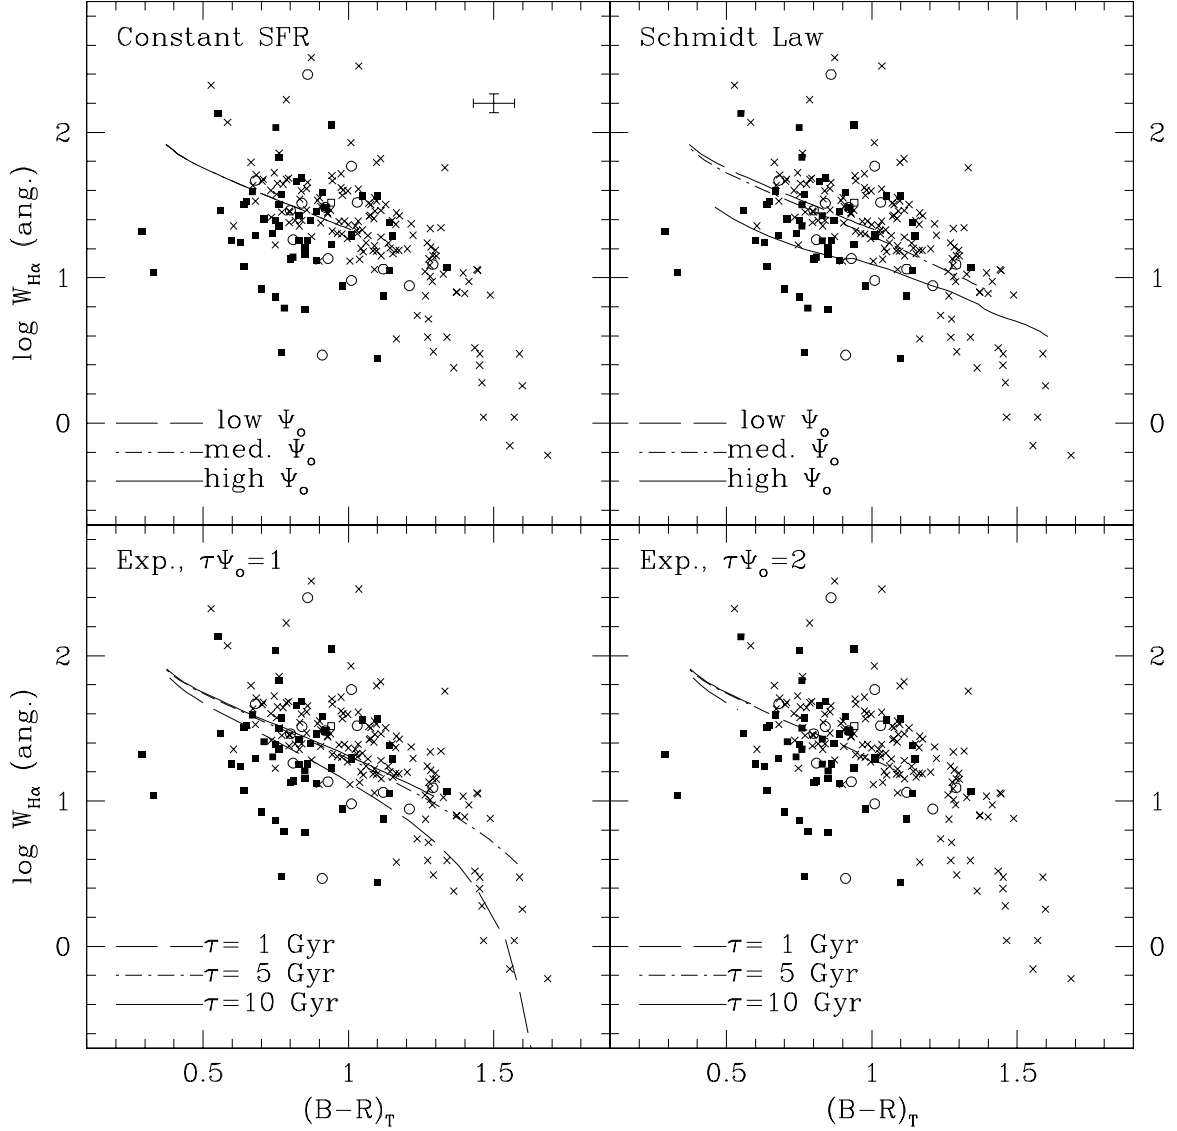 Constant SFR
Schmidt Law
log W_Hα (ang.)
2
1
0
2
1
0
low Ψ_o
med. Ψ_o
high Ψ_o
low Ψ_o
med. Ψ_o
high Ψ_o
Exp., τΨ_o=1
Exp., τΨ_o=2
log W_Hα (ang.)
2
1
0
2
1
0
τ= 1 Gyr
τ= 5 Gyr
τ=10 Gyr
τ= 1 Gyr
τ= 5 Gyr
τ=10 Gyr
0.5 1 1.5
0.5 1 1.5
(B−R)_T
(B−R)_T